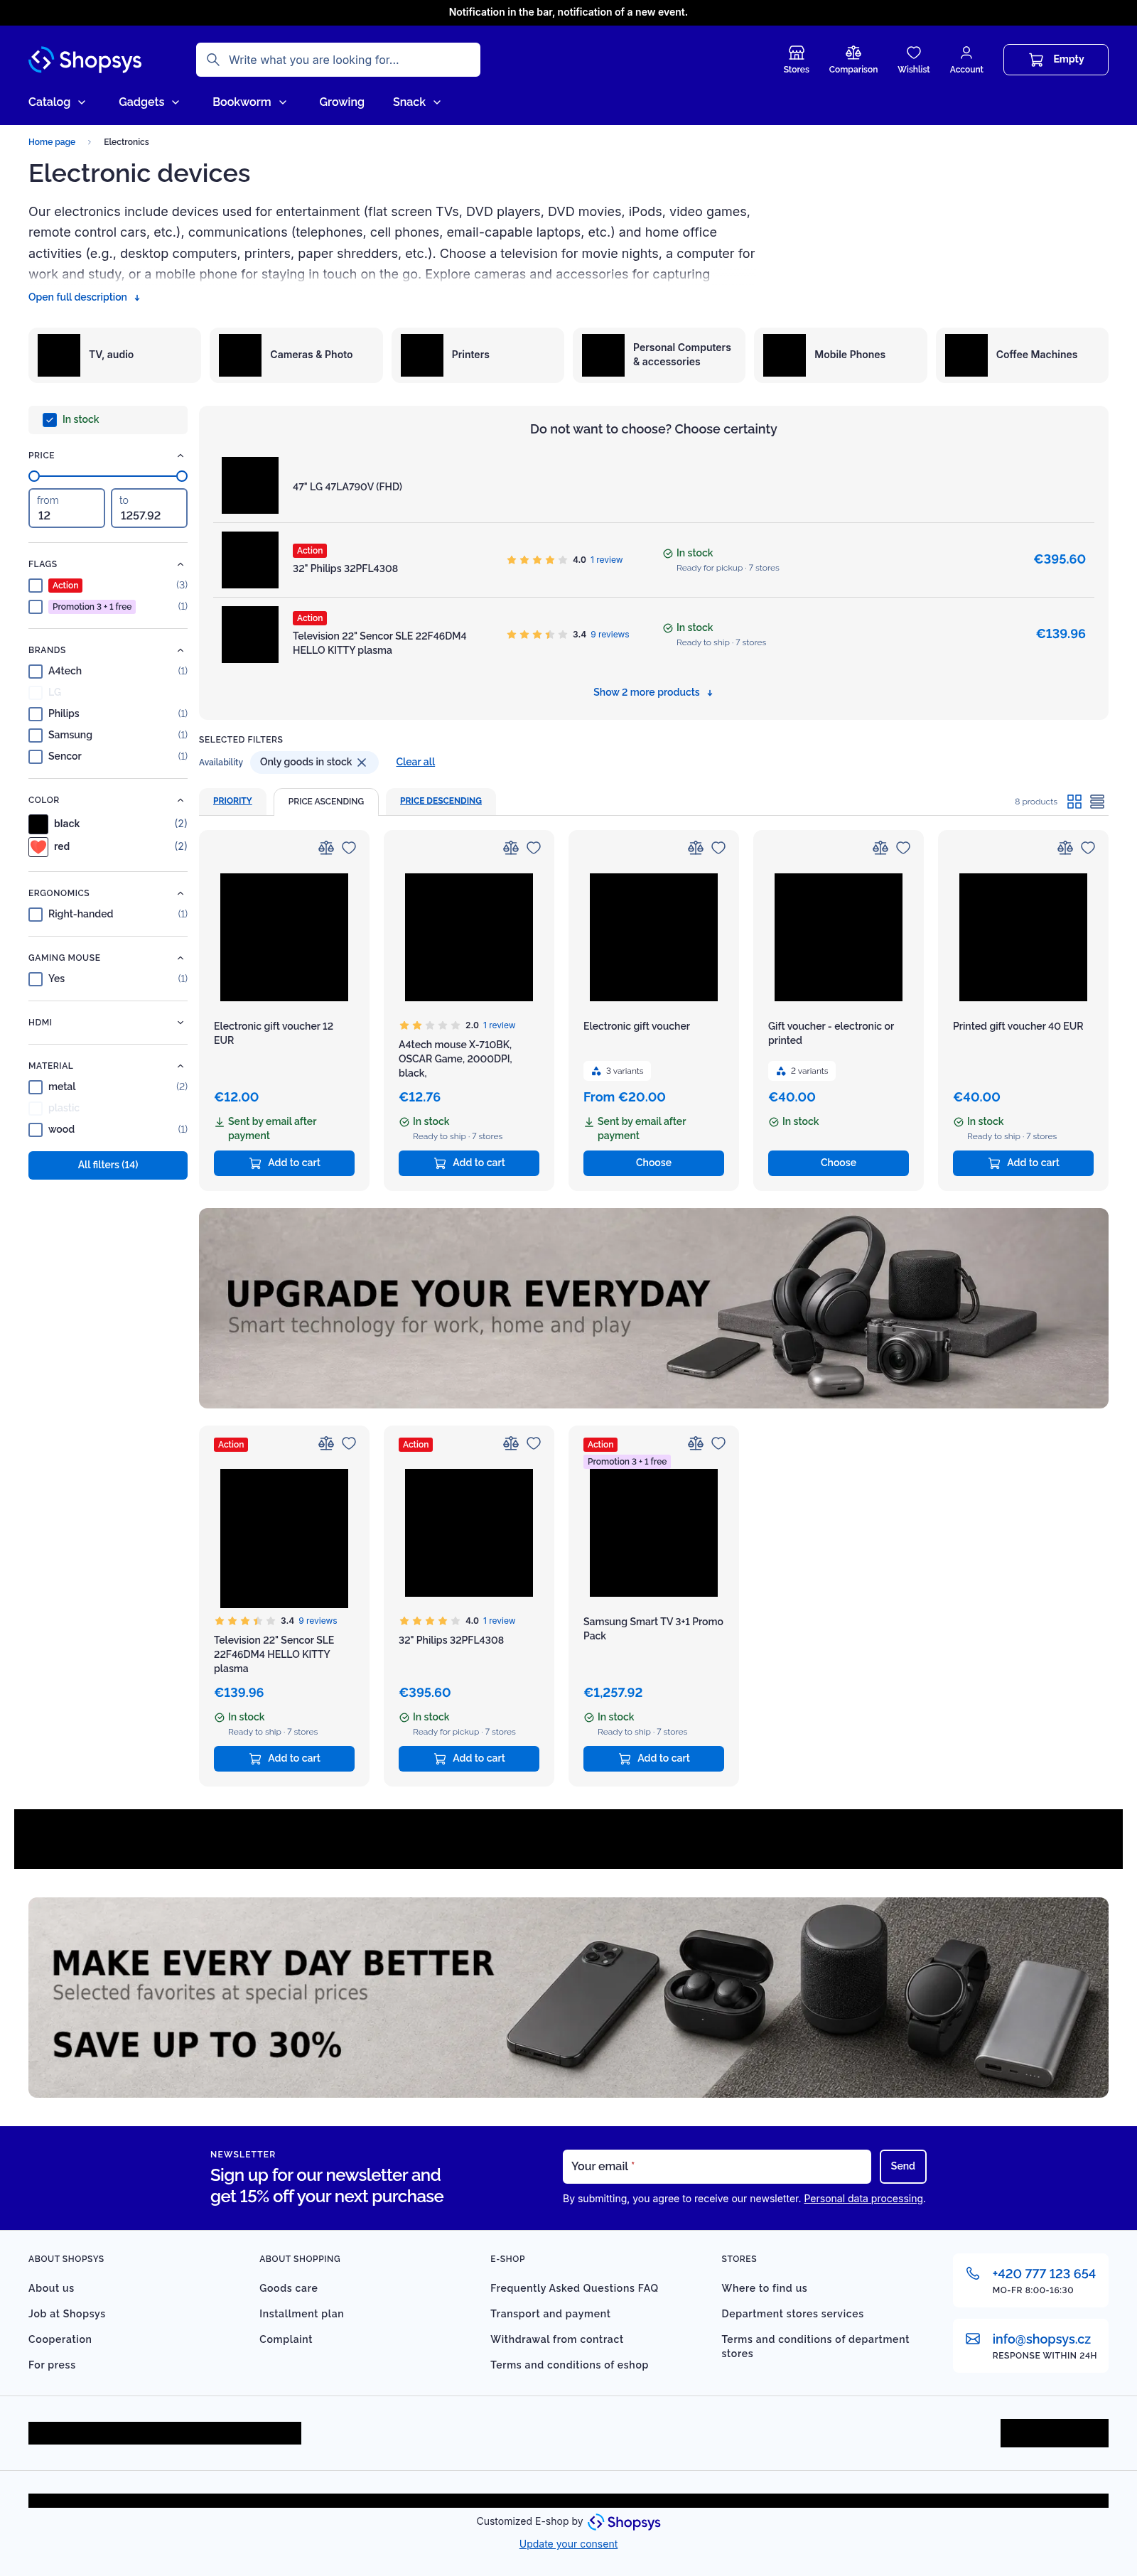 Notification in the bar, notification of a new event.
Shopsys
Write what you are looking for...
Stores
Comparison
Wishlist
Account
Empty
Catalog
Gadgets
Bookworm
Growing
Snack
Home page
Electronics
Electronic devices
Our electronics include devices used for entertainment (flat screen TVs, DVD players, DVD movies, iPods, video games,
remote control cars, etc.), communications (telephones, cell phones, email-capable laptops, etc.) and home office
activities (e.g., desktop computers, printers, paper shredders, etc.). Choose a television for movie nights, a computer for
work and study, or a mobile phone for staying in touch on the go. Explore cameras and accessories for capturing
Open full description
TV, audio
Cameras & Photo
Printers
Personal Computers
& accessories
Mobile Phones
Coffee Machines
In stock
PRICE
from
12
to
1257.92
FLAGS
Action
(3)
Promotion 3 + 1 free
(1)
BRANDS
A4tech
(1)
LG
Philips
(1)
Samsung
(1)
Sencor
(1)
COLOR
black
(2)
red
(2)
ERGONOMICS
Right-handed
(1)
GAMING MOUSE
Yes
(1)
HDMI
MATERIAL
metal
(2)
plastic
wood
(1)
All filters (14)
Do not want to choose? Choose certainty
47" LG 47LA790V (FHD)
Action
32" Philips 32PFL4308
4.0 1 review
In stock
Ready for pickup · 7 stores
€395.60
Action
Television 22" Sencor SLE 22F46DM4
HELLO KITTY plasma
3.4 9 reviews
In stock
Ready to ship · 7 stores
€139.96
Show 2 more products
SELECTED FILTERS
Availability
Only goods in stock
Clear all
PRIORITY
PRICE ASCENDING
PRICE DESCENDING
8 products
Electronic gift voucher 12
EUR
€12.00
Sent by email after
payment
Add to cart
2.0 1 review
A4tech mouse X-710BK,
OSCAR Game, 2000DPI,
black,
€12.76
In stock
Ready to ship · 7 stores
Add to cart
Electronic gift voucher
3 variants
From €20.00
Sent by email after
payment
Choose
Gift voucher - electronic or
printed
2 variants
€40.00
In stock
Choose
Printed gift voucher 40 EUR
€40.00
In stock
Ready to ship · 7 stores
Add to cart
UPGRADE YOUR EVERYDAY
Smart technology for work, home and play
Action
3.4 9 reviews
Television 22" Sencor SLE
22F46DM4 HELLO KITTY
plasma
€139.96
In stock
Ready to ship · 7 stores
Add to cart
Action
4.0 1 review
32" Philips 32PFL4308
€395.60
In stock
Ready for pickup · 7 stores
Add to cart
Action
Promotion 3 + 1 free
Samsung Smart TV 3+1 Promo
Pack
€1,257.92
In stock
Ready to ship · 7 stores
Add to cart
MAKE EVERY DAY BETTER
Selected favorites at special prices
SAVE UP TO 30%
NEWSLETTER
Sign up for our newsletter and
get 15% off your next purchase
Your email *
Send
By submitting, you agree to receive our newsletter. Personal data processing.
ABOUT SHOPSYS
About us
Job at Shopsys
Cooperation
For press
ABOUT SHOPPING
Goods care
Installment plan
Complaint
E-SHOP
Frequently Asked Questions FAQ
Transport and payment
Withdrawal from contract
Terms and conditions of eshop
STORES
Where to find us
Department stores services
Terms and conditions of department
stores
+420 777 123 654
MO-FR 8:00-16:30
info@shopsys.cz
RESPONSE WITHIN 24H
Customized E-shop by Shopsys
Update your consent